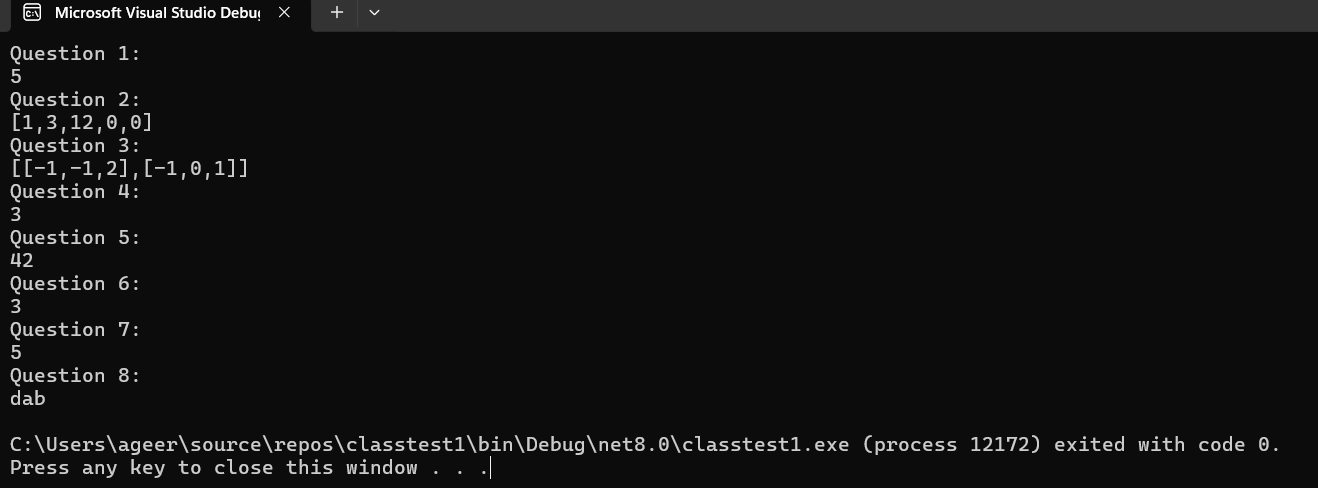 Microsoft Visual Studio Debu
Question 1:
5
Question 2:
[1,3,12,0,0]
Question 3:
[[-1,-1,2],[-1,0,1]]
Question 4:
3
Question 5:
42
Question 6:
3
Question 7:
5
Question 8:
dab
C:\Users\ageer\source\repos\classtest1\bin\Debug\net8.0\classtest1.exe (process 12172) exited with code 0.
Press any key to close this window . . .